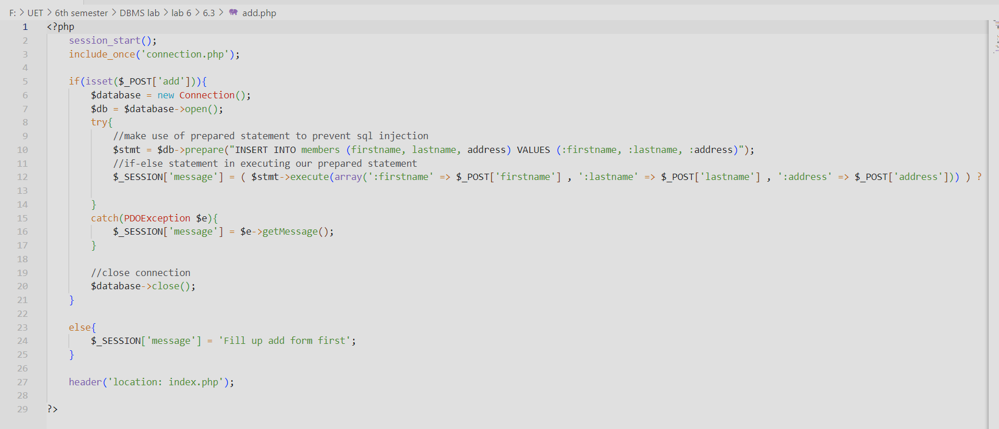 F: > UET > 6th semester > DBMS lab > lab 6 > 6.3 > add.php
1 <?php
2     session_start();
3     include_once('connection.php');
4
5     if(isset($_POST['add'])){
6         $database = new Connection();
7         $db = $database->open();
8         try{
9             //make use of prepared statement to prevent sql injection
10             $stmt = $db->prepare("INSERT INTO members (firstname, lastname, address) VALUES (:firstname, :lastname, :address)");
11             //if-else statement in executing our prepared statement
12             $_SESSION['message'] = ( $stmt->execute(array(':firstname' => $_POST['firstname'] , ':lastname' => $_POST['lastname'] , ':address' => $_POST['address'])) ) ?
13
14         }
15         catch(PDOException $e){
16             $_SESSION['message'] = $e->getMessage();
17         }
18
19         //close connection
20         $database->close();
21     }
22
23     else{
24         $_SESSION['message'] = 'Fill up add form first';
25     }
26
27     header('location: index.php');
28
29 ?>